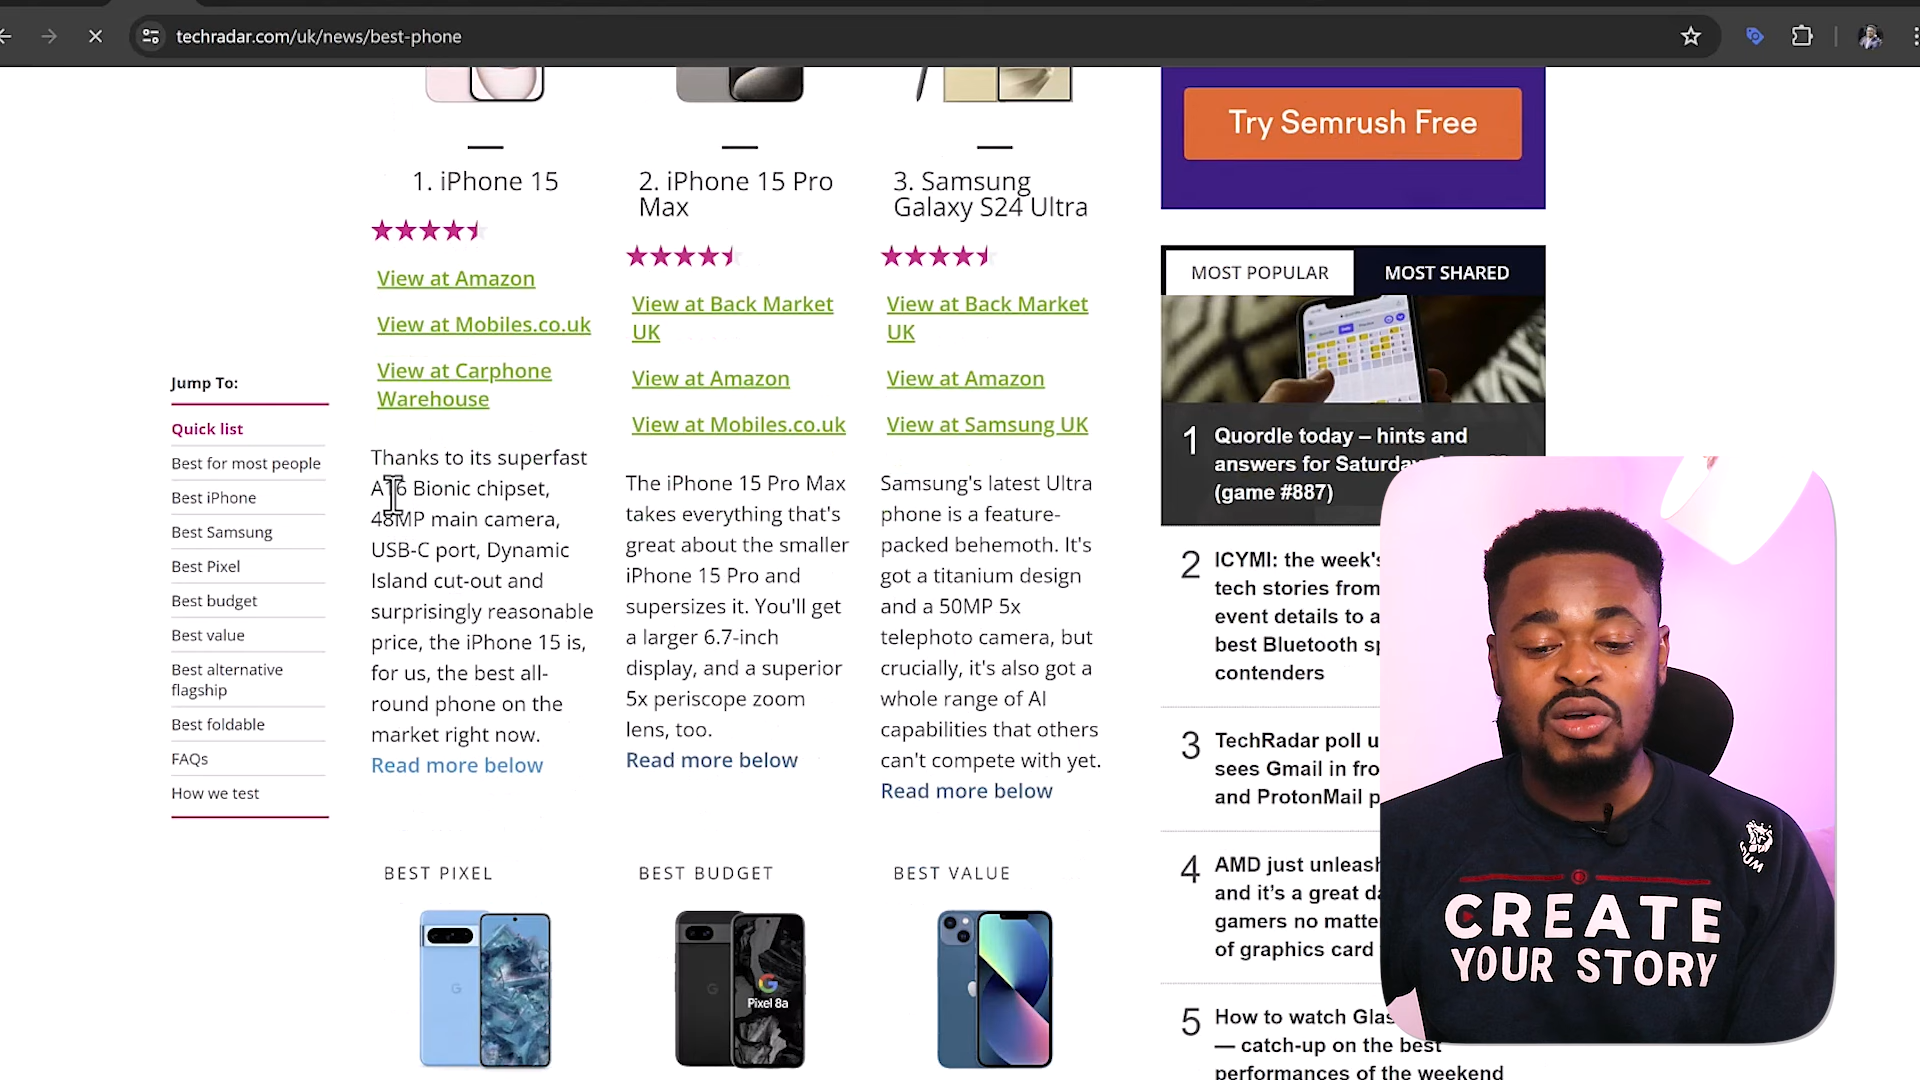 techradar.com/uk/news/best-phone
Try Semrush Free
1. iPhone 15
View at Amazon
View at Mobiles.co.uk
View at Carphone
Warehouse
Thanks to its superfast
A16 Bionic chipset,
48MP main camera,
USB-C port, Dynamic
Island cut-out and
surprisingly reasonable
price, the iPhone 15 is,
for us, the best all-
round phone on the
market right now.
Read more below
2. iPhone 15 Pro
Max
View at Back Market
UK
View at Amazon
View at Mobiles.co.uk
The iPhone 15 Pro Max
takes everything that's
great about the smaller
iPhone 15 Pro and
supersizes it. You'll get
a larger 6.7-inch
display, and a superior
5x periscope zoom
lens, too.
Read more below
3. Samsung
Galaxy S24 Ultra
View at Back Market
UK
View at Amazon
View at Samsung UK
Samsung's latest Ultra
phone is a feature-
packed behemoth. It's
got a titanium design
and a 50MP 5x
telephoto camera, but
crucially, it's also got a
whole range of AI
capabilities that others
can't compete with yet.
Read more below
Jump To:
Quick list
Best for most people
Best iPhone
Best Samsung
Best Pixel
Best budget
Best value
Best alternative
flagship
Best foldable
FAQs
How we test
BEST PIXEL
BEST BUDGET
BEST VALUE
Pixel 8a
MOST POPULAR
MOST SHARED
1
Quordle today – hints and
answers for
(game #887)
2
ICYMI: the week's
tech stories from
event details to a
best Bluetooth
contenders
3
TechRadar poll
sees Gmail in
and ProtonMail
4
AMD just
and it's a great
gamers no
of graphics card
5
How to watch
— catch-up on the best
performances of the weekend
CREATE
YOUR STORY